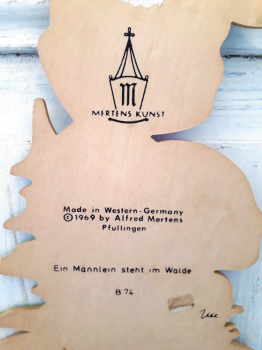 M
MERTENS KUNST
Made in Western-Germany
©1969 by Alfred Mertens
Pfullingen
Ein Männlein steht im Walde
B 74